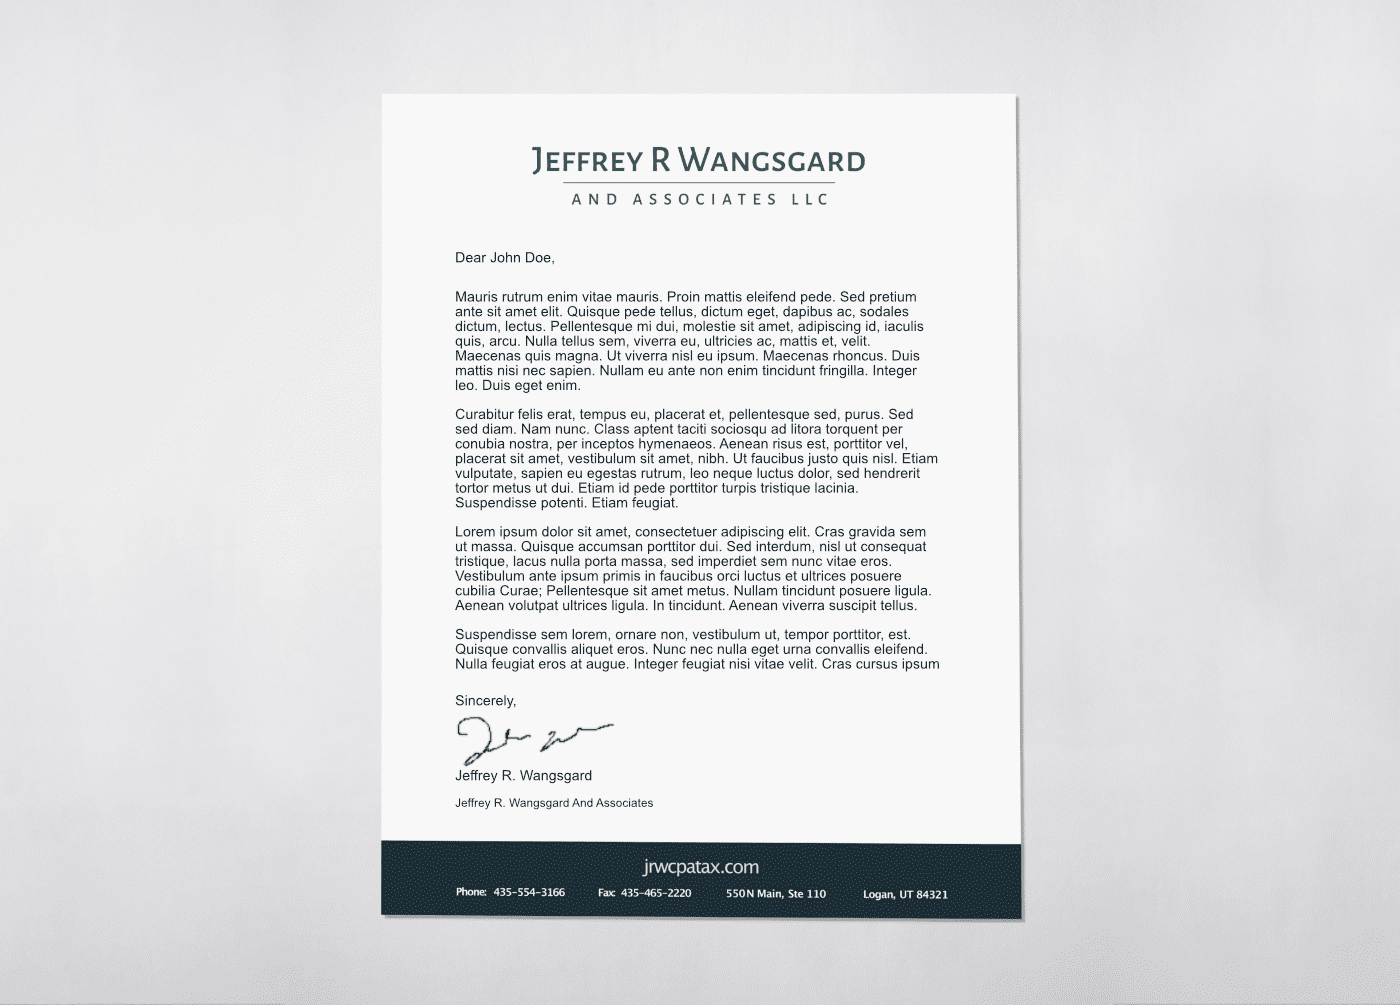 Jeffrey R Wangsgard
AND ASSOCIATES LLC
Dear John Doe,
Mauris rutrum enim vitae mauris. Proin mattis eleifend pede. Sed pretium
ante sit amet elit. Quisque pede tellus, dictum eget, dapibus ac, sodales
dictum, lectus. Pellentesque mi dui, molestie sit amet, adipiscing id, iaculis
quis, arcu. Nulla tellus sem, viverra eu, ultricies ac, mattis et, velit.
Maecenas quis magna. Ut viverra nisl eu ipsum. Maecenas rhoncus. Duis
mattis nisi nec sapien. Nullam eu ante non enim tincidunt fringilla. Integer
leo. Duis eget enim.
Curabitur felis erat, tempus eu, placerat et, pellentesque sed, purus. Sed
sed diam. Nam nunc. Class aptent taciti sociosqu ad litora torquent per
conubia nostra, per inceptos hymenaeos. Aenean risus est, porttitor vel,
placerat sit amet, vestibulum sit amet, nibh. Ut faucibus justo quis nisl. Etiam
vulputate, sapien eu egestas rutrum, leo neque luctus dolor, sed hendrerit
tortor metus ut dui. Etiam id pede porttitor turpis tristique lacinia.
Suspendisse potenti. Etiam feugiat.
Lorem ipsum dolor sit amet, consectetuer adipiscing elit. Cras gravida sem
ut massa. Quisque accumsan porttitor dui. Sed interdum, nisl ut consequat
tristique, lacus nulla porta massa, sed imperdiet sem nunc vitae eros.
Vestibulum ante ipsum primis in faucibus orci luctus et ultrices posuere
cubilia Curae; Pellentesque sit amet metus. Nullam tincidunt posuere ligula.
Aenean volutpat ultrices ligula. In tincidunt. Aenean viverra suscipit tellus.
Suspendisse sem lorem, ornare non, vestibulum ut, tempor porttitor, est.
Quisque convallis aliquet eros. Nunc nec nulla eget urna convallis eleifend.
Nulla feugiat eros at augue. Integer feugiat nisi vitae velit. Cras cursus ipsum
Sincerely,
Jeffrey R. Wangsgard
Jeffrey R. Wangsgard And Associates
jrwcpatax.com
Phone: 435-554-3166 Fax: 435-465-2220 550 N Main, Ste 110 Logan, UT 84321